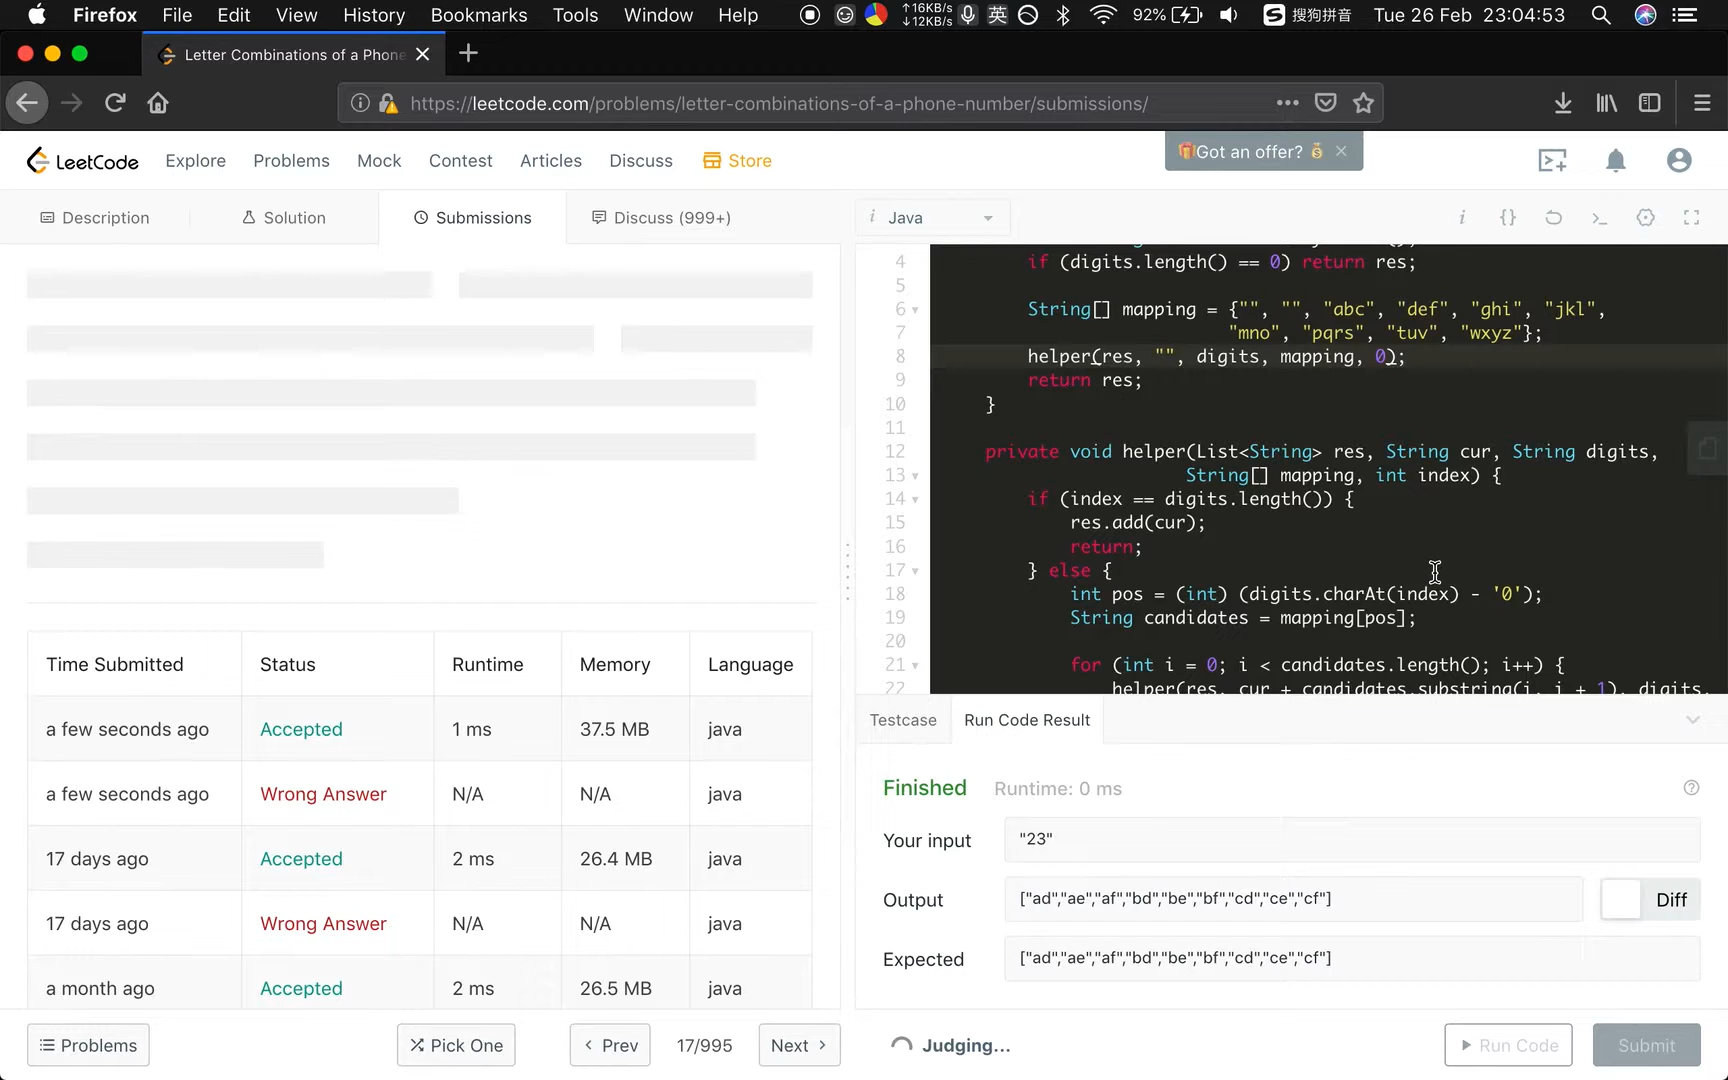 Firefox File Edit View History Bookmarks Tools Window Help ↑16KB/s ↓12KB/s 英 92% 搜狗拼音 Tue 26 Feb 23:04:53
Letter Combinations of a Phone
https://leetcode.com/problems/letter-combinations-of-a-phone-number/submissions/
LeetCode Explore Problems Mock Contest Articles Discuss Store Got an offer?
Description Solution Submissions Discuss (999+)
i Java
4 if (digits.length() == 0) return res;
5
6 String[] mapping = {"", "", "abc", "def", "ghi", "jkl",
7 "mno", "pqrs", "tuv", "wxyz"};
8 helper(res, "", digits, mapping, 0);
9 return res;
10 }
11
12 private void helper(List<String> res, String cur, String digits,
13 String[] mapping, int index) {
14 if (index == digits.length()) {
15 res.add(cur);
16 return;
17 } else {
18 int pos = (int) (digits.charAt(index) - '0');
19 String candidates = mapping[pos];
20
21 for (int i = 0; i < candidates.length(); i++) {
22 helper(res, cur + candidates.substring(i, i + 1), digits,
Time Submitted Status Runtime Memory Language
a few seconds ago Accepted 1 ms 37.5 MB java
a few seconds ago Wrong Answer N/A N/A java
17 days ago Accepted 2 ms 26.4 MB java
17 days ago Wrong Answer N/A N/A java
a month ago Accepted 2 ms 26.5 MB java
Testcase Run Code Result
Finished Runtime: 0 ms
Your input "23"
Output ["ad","ae","af","bd","be","bf","cd","ce","cf"] Diff
Expected ["ad","ae","af","bd","be","bf","cd","ce","cf"]
Problems Pick One Prev 17/995 Next Judging... Run Code Submit